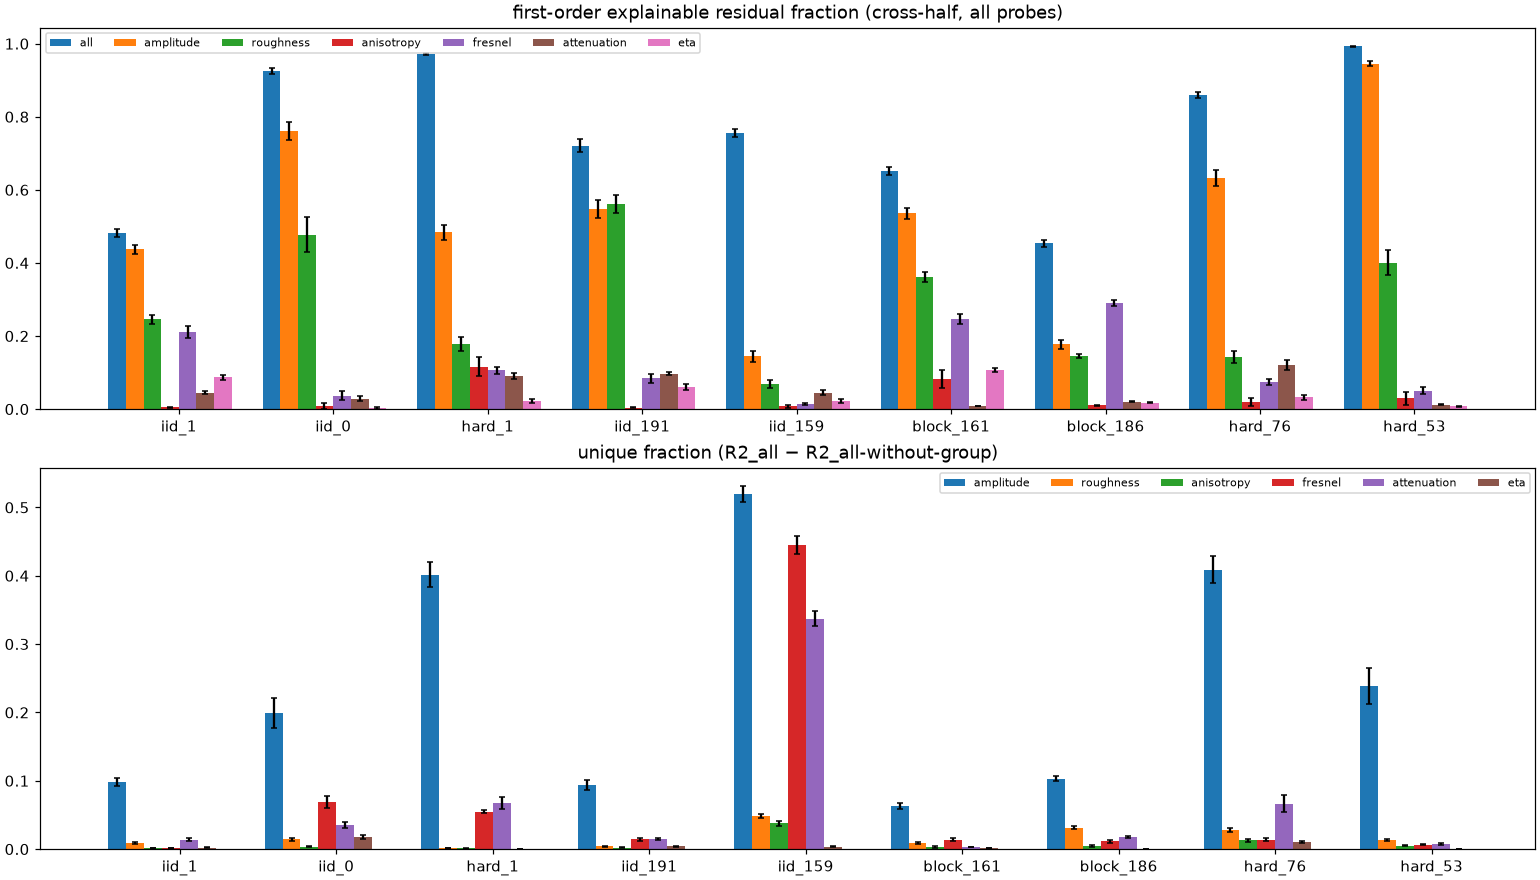 first-order explainable residual fraction (cross-half, all probes)
all amplitude roughness anisotropy fresnel attenuation eta
1.0
0.8
0.6
0.4
0.2
0.0
iid_1 iid_0 hard_1 iid_191 iid_159 block_161 block_186 hard_76 hard_53
unique fraction (R2_all − R2_all-without-group)
amplitude roughness anisotropy fresnel attenuation eta
0.5
0.4
0.3
0.2
0.1
0.0
iid_1 iid_0 hard_1 iid_191 iid_159 block_161 block_186 hard_76 hard_53